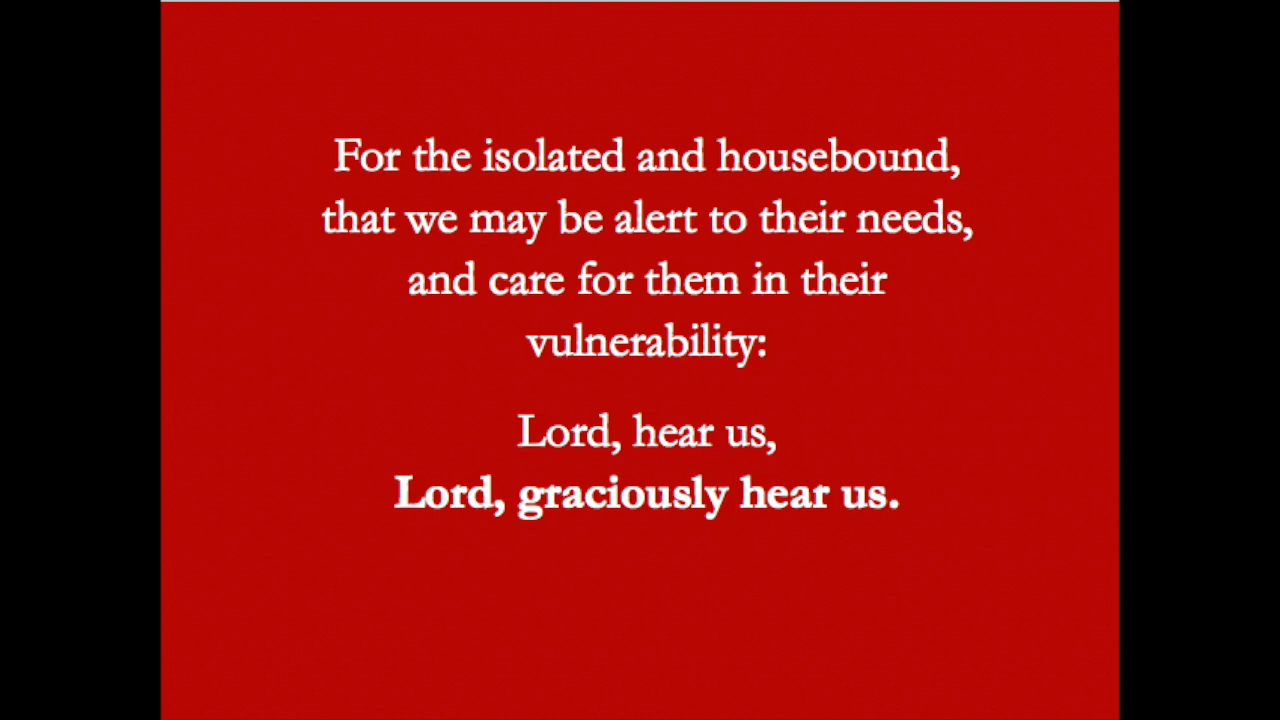 For the isolated and housebound,
that we may be alert to their needs,
and care for them in their
vulnerability:
Lord, hear us,
Lord, graciously hear us.